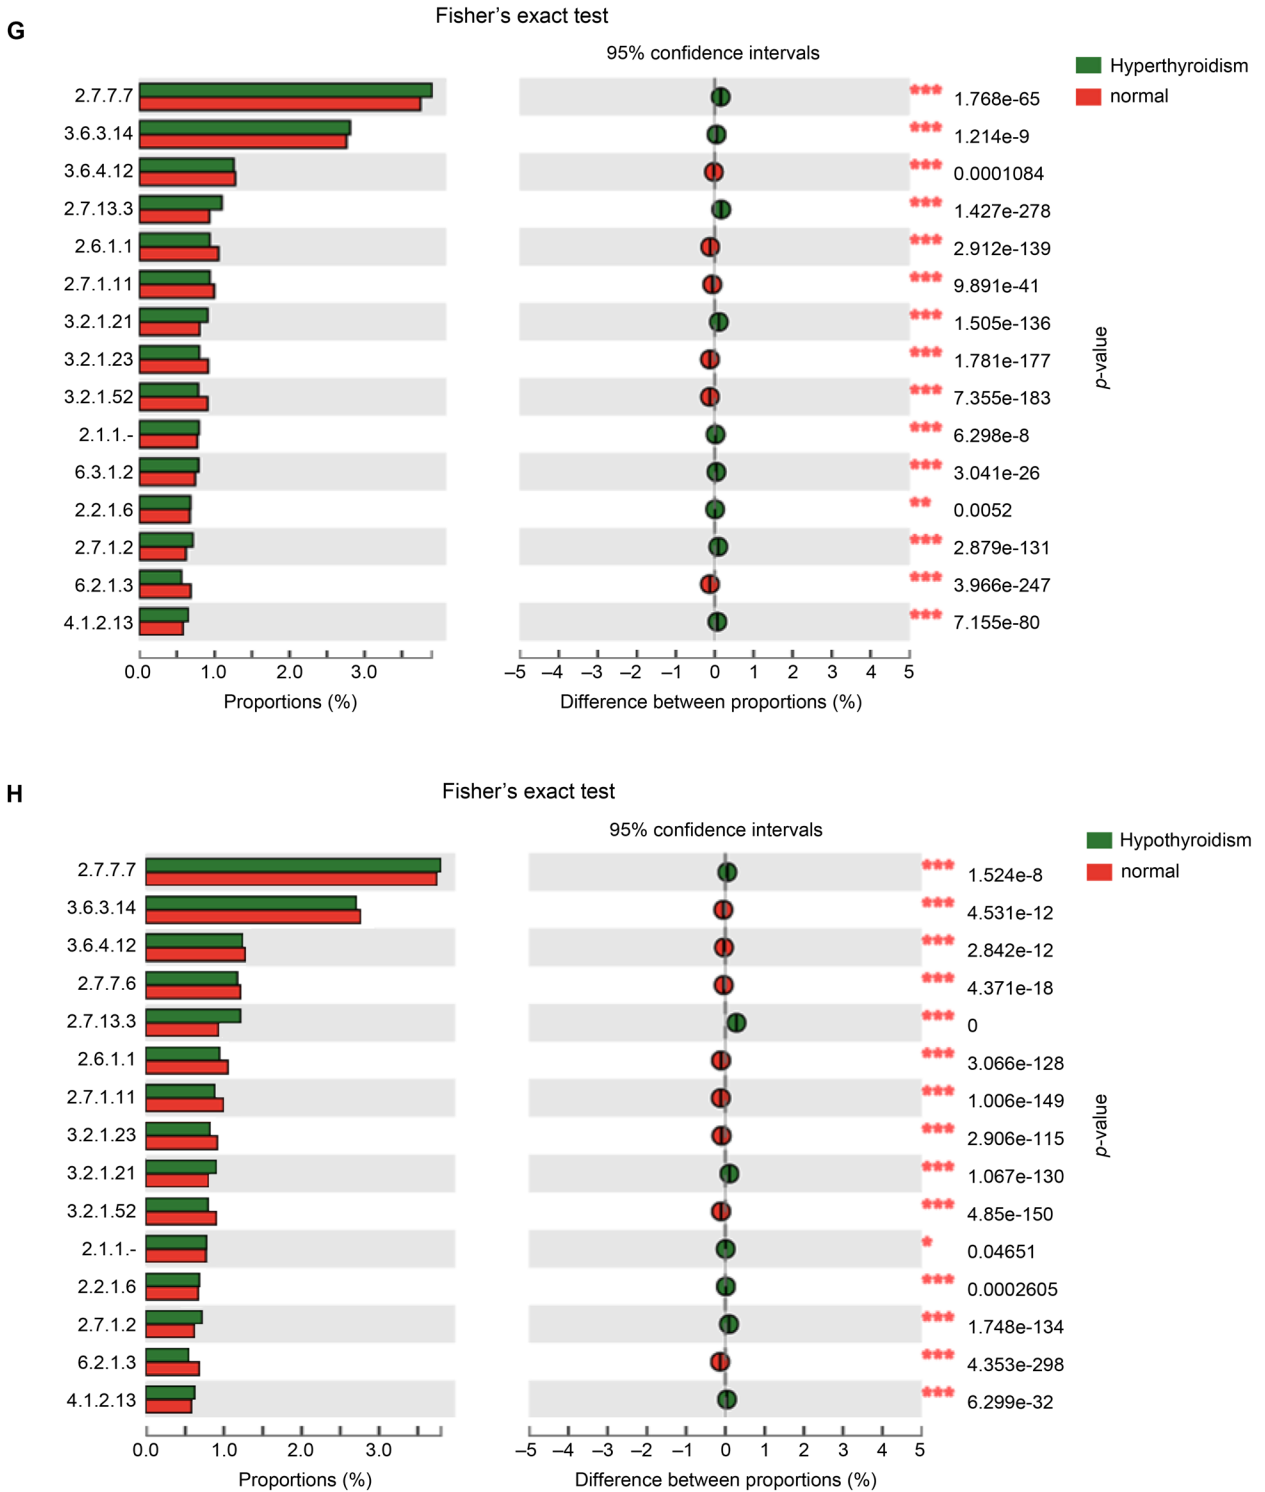 G
Fisher’s exact test
95% confidence intervals
Hyperthyroidism
normal
2.7.7.7 *** 1.768e-65
3.6.3.14 *** 1.214e-9
3.6.4.12 *** 0.0001084
2.7.13.3 *** 1.427e-278
2.6.1.1 *** 2.912e-139
2.7.1.11 *** 9.891e-41
3.2.1.21 *** 1.505e-136
3.2.1.23 *** 1.781e-177
3.2.1.52 *** 7.355e-183
2.1.1.- *** 6.298e-8
6.3.1.2 *** 3.041e-26
2.2.1.6 ** 0.0052
2.7.1.2 *** 2.879e-131
6.2.1.3 *** 3.966e-247
4.1.2.13 *** 7.155e-80
p-value
0.0 1.0 2.0 3.0 –5 –4 –3 –2 –1 0 1 2 3 4 5
Proportions (%) Difference between proportions (%)
H
Fisher’s exact test
95% confidence intervals
Hypothyroidism
normal
2.7.7.7 *** 1.524e-8
3.6.3.14 *** 4.531e-12
3.6.4.12 *** 2.842e-12
2.7.7.6 *** 4.371e-18
2.7.13.3 *** 0
2.6.1.1 *** 3.066e-128
2.7.1.11 *** 1.006e-149
3.2.1.23 *** 2.906e-115
3.2.1.21 *** 1.067e-130
3.2.1.52 *** 4.85e-150
2.1.1.- * 0.04651
2.2.1.6 *** 0.0002605
2.7.1.2 *** 1.748e-134
6.2.1.3 *** 4.353e-298
4.1.2.13 *** 6.299e-32
p-value
0.0 1.0 2.0 3.0 –5 –4 –3 –2 –1 0 1 2 3 4 5
Proportions (%) Difference between proportions (%)